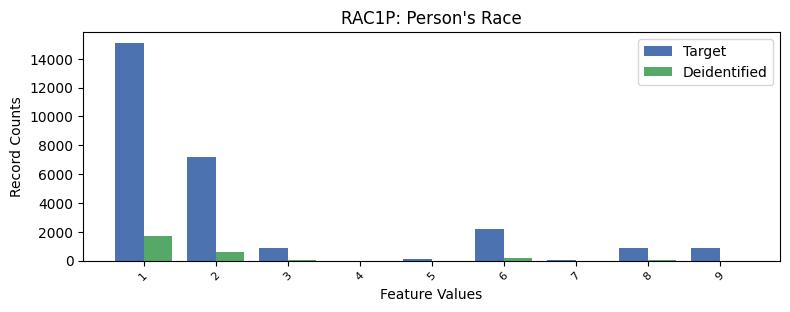 RAC1P: Person's Race
Target
Deidentified
Record Counts
14000
12000
10000
8000
6000
4000
2000
0
1 2 3 4 5 6 7 8 9
Feature Values